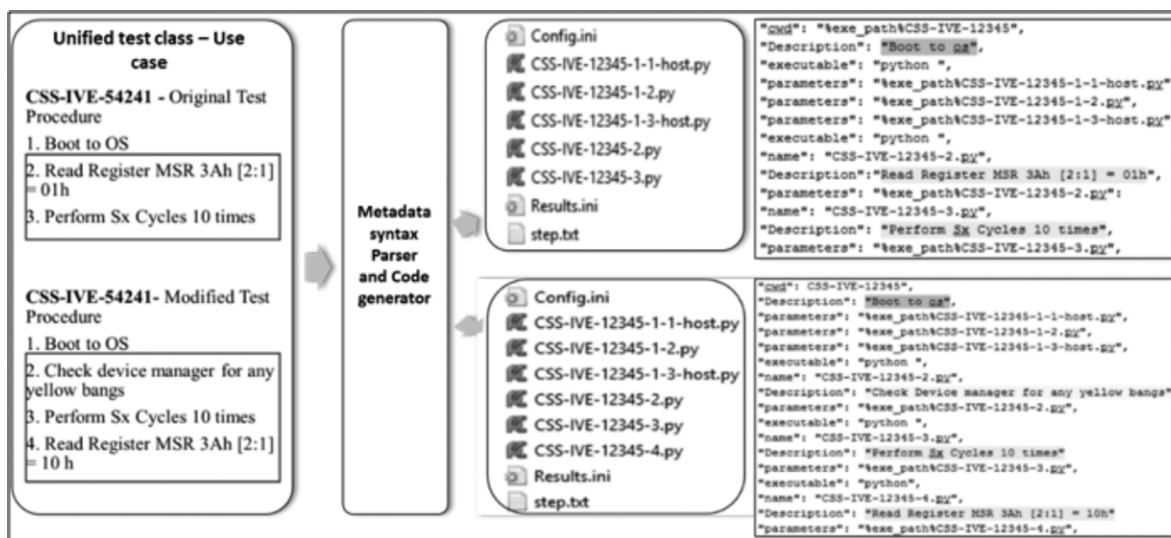 Unified test class – Use
case
CSS-IVE-54241 - Original Test
Procedure
1. Boot to OS
2. Read Register MSR 3Ah [2:1]
= 01h
3. Perform Sx Cycles 10 times
CSS-IVE-54241- Modified Test
Procedure
1. Boot to OS
2. Check device manager for any
yellow bangs
3. Perform Sx Cycles 10 times
4. Read Register MSR 3Ah [2:1]
= 10 h
Metadada
syntax
Parser
and Code
generator
Config.ini
CSS-IVE-12345-1-1-host.py
CSS-IVE-12345-1-2.py
CSS-IVE-12345-1-3-host.py
CSS-IVE-12345-2.py
CSS-IVE-12345-3.py
Results.ini
step.txt
Config.ini
CSS-IVE-12345-1-1-host.py
CSS-IVE-12345-1-2.py
CSS-IVE-12345-1-3-host.py
CSS-IVE-12345-2.py
CSS-IVE-12345-3.py
CSS-IVE-12345-4.py
Results.ini
step.txt
"cwd": "%exe_path%CSS-IVE-12345",
"Description": "Boot to os",
"executable": "python ",
"parameters": "%exe_path%CSS-IVE-12345-1-1-host.py"
"parameters": "%exe_path%CSS-IVE-12345-1-2.py",
"parameters": "%exe_path%CSS-IVE-12345-1-3-host.py"
"executable": "python ",
"name": "CSS-IVE-12345-2.py",
"Description":"Read Register MSR 3Ah [2:1] = 01h",
"parameters": "%exe_path%CSS-IVE-12345-2.py":
"name": "CSS-IVE-12345-3.py",
"Description": "Perform Sx Cycles 10 times",
"parameters": "%exe_path%CSS-IVE-12345-3.py",
"cwd": CSS-IVE-12345",
"Description": "Boot to os",
"parameters": "%exe_path%CSS-IVE-12345-1-1-host.py",
"parameters": "%exe_path%CSS-IVE-12345-1-2.py",
"parameters": "%exe_path%CSS-IVE-12345-1-3-host.py",
"executable": "python ",
"name": "CSS-IVE-12345-2.py",
"Description": "Check Device manager for any yellow bangs"
"parameters": "%exe_path%CSS-IVE-12345-2.py",
"executable": "python ",
"name": "CSS-IVE-12345-3.py",
"Description": "Perform Sx Cycles 10 times"
"parameters": "%exe_path%CSS-IVE-12345-3.py",
"executable": "python",
"name": "CSS-IVE-12345-4.py",
"Description": "Read Register MSR 3Ah [2:1] = 10h"
"parameters": "%exe_path%CSS-IVE-12345-4.py",